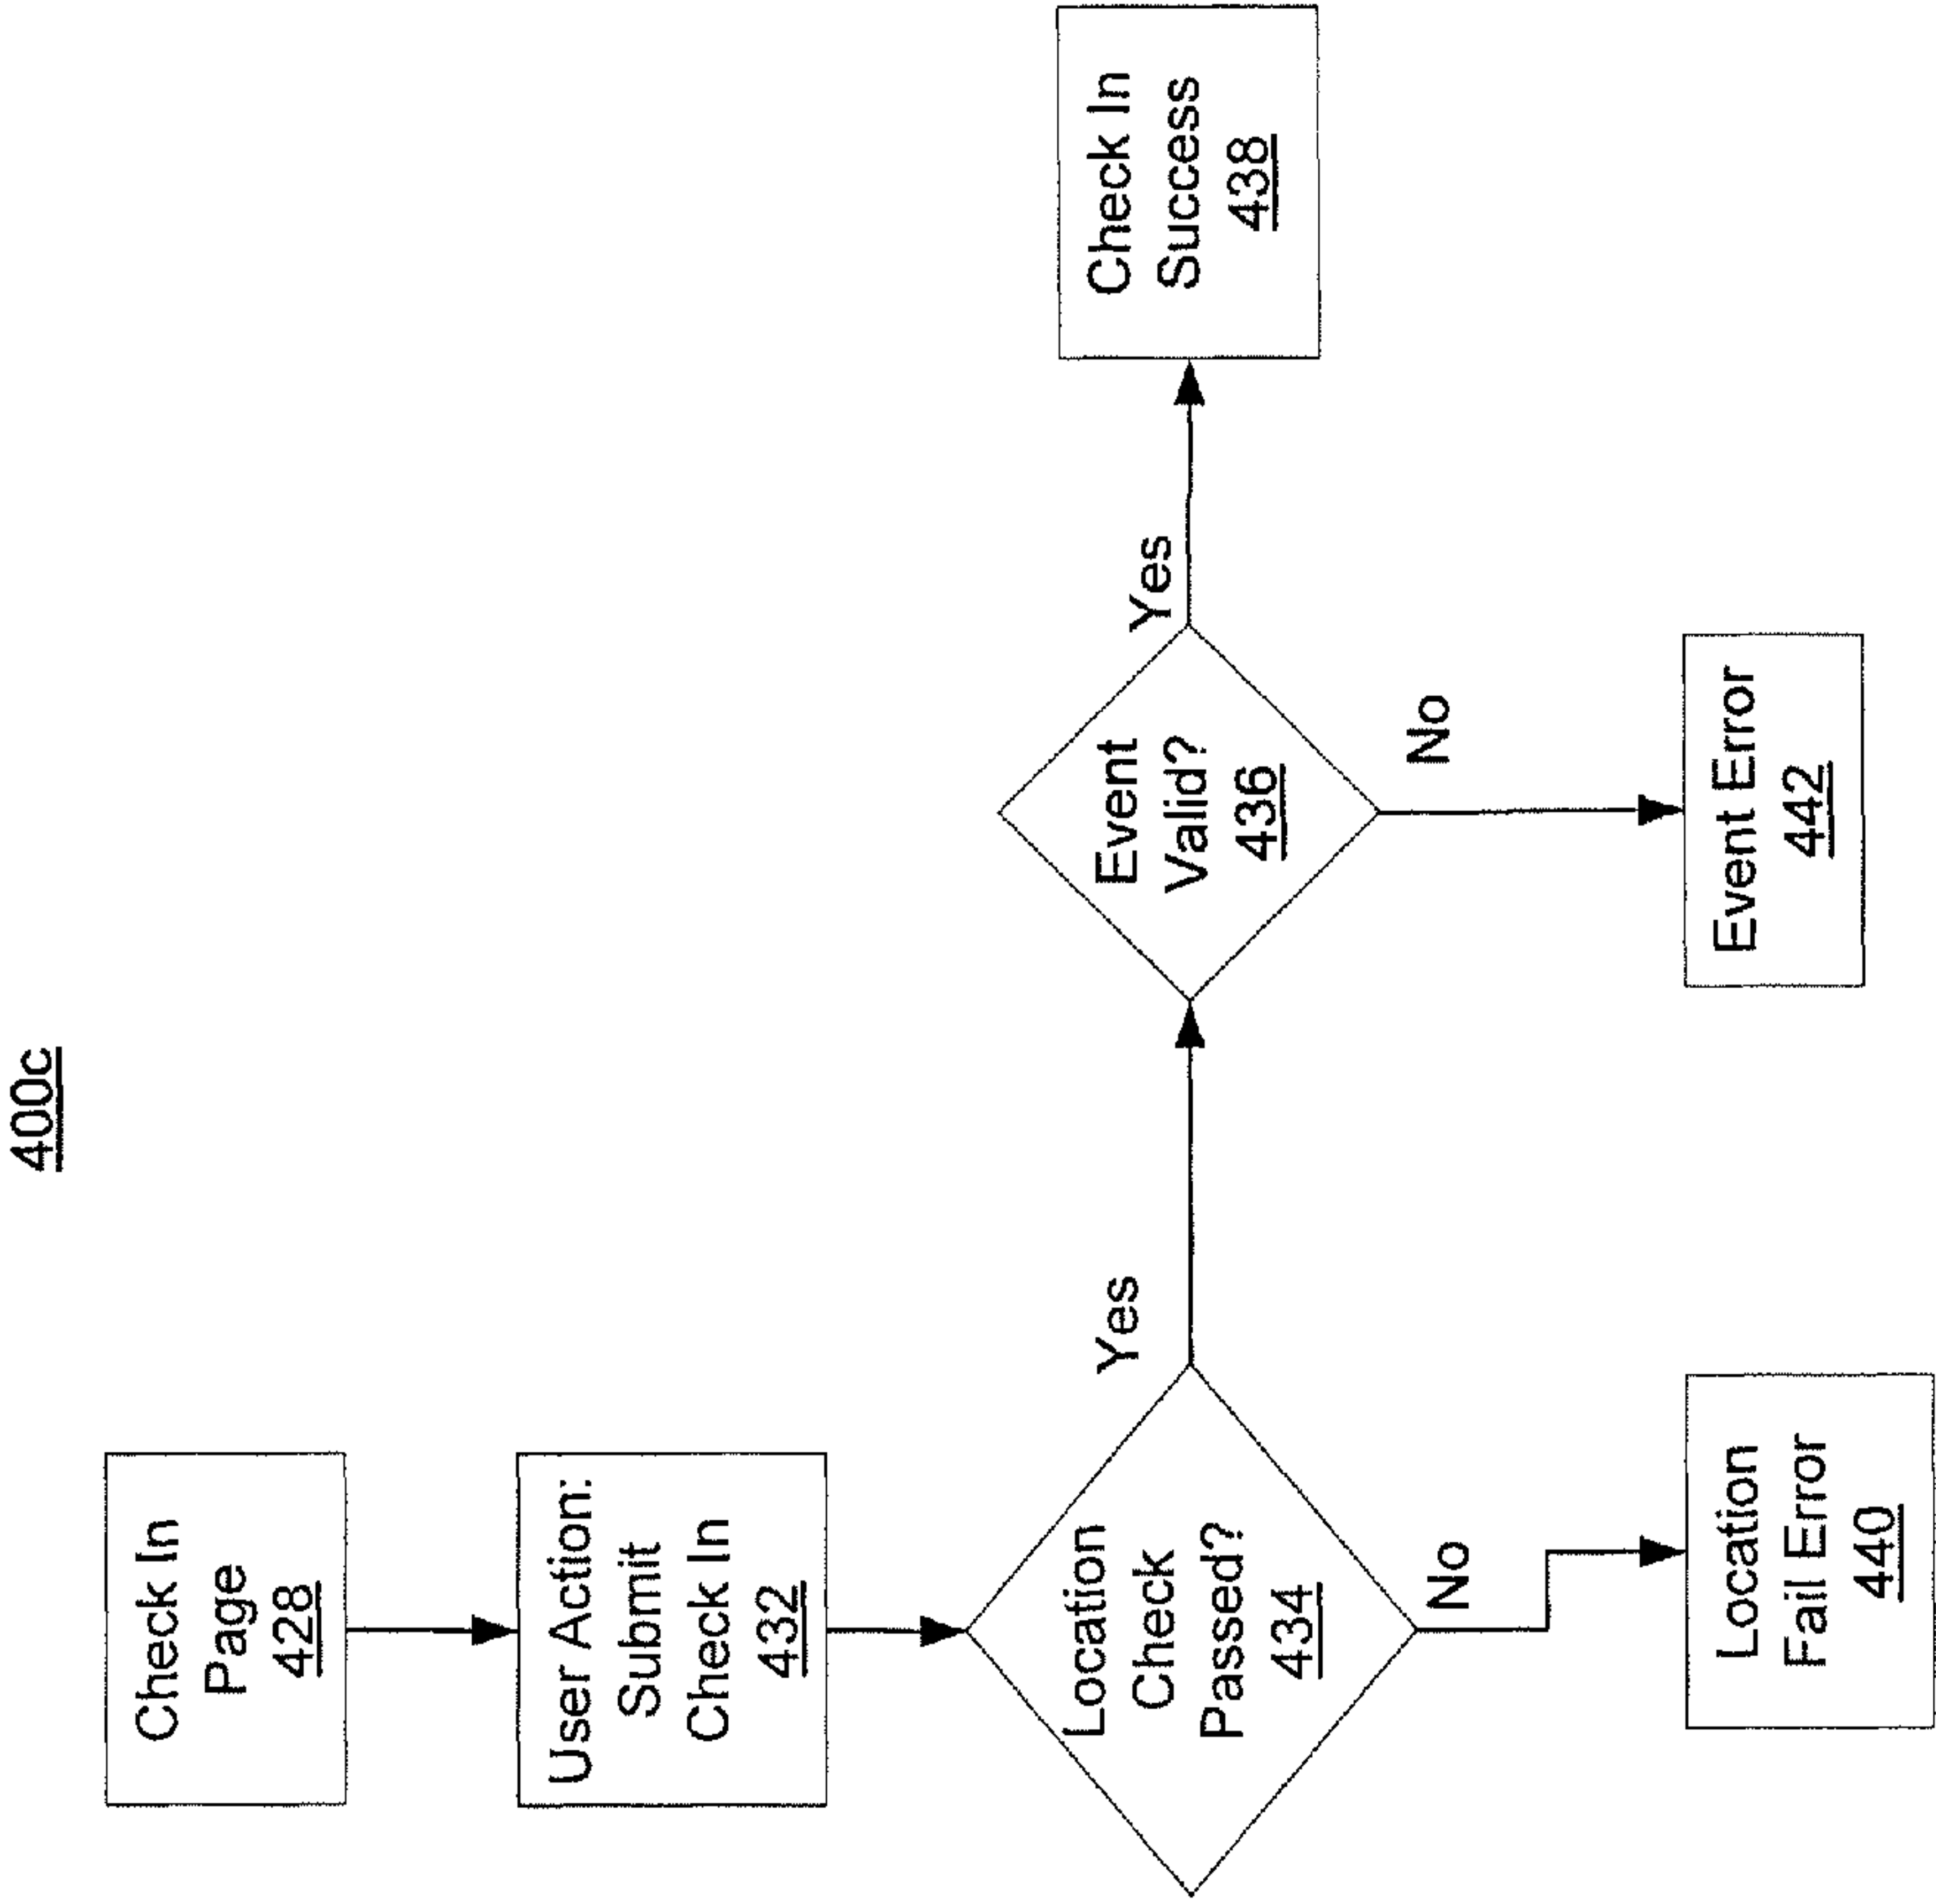 400c
Check In
Page
428
User Action:
Submit
Check In
432
Location
Check
Passed?
434
Yes
No
Location
Fail Error
440
Event
Valid?
436
Yes
No
Event Error
442
Check In
Success
438